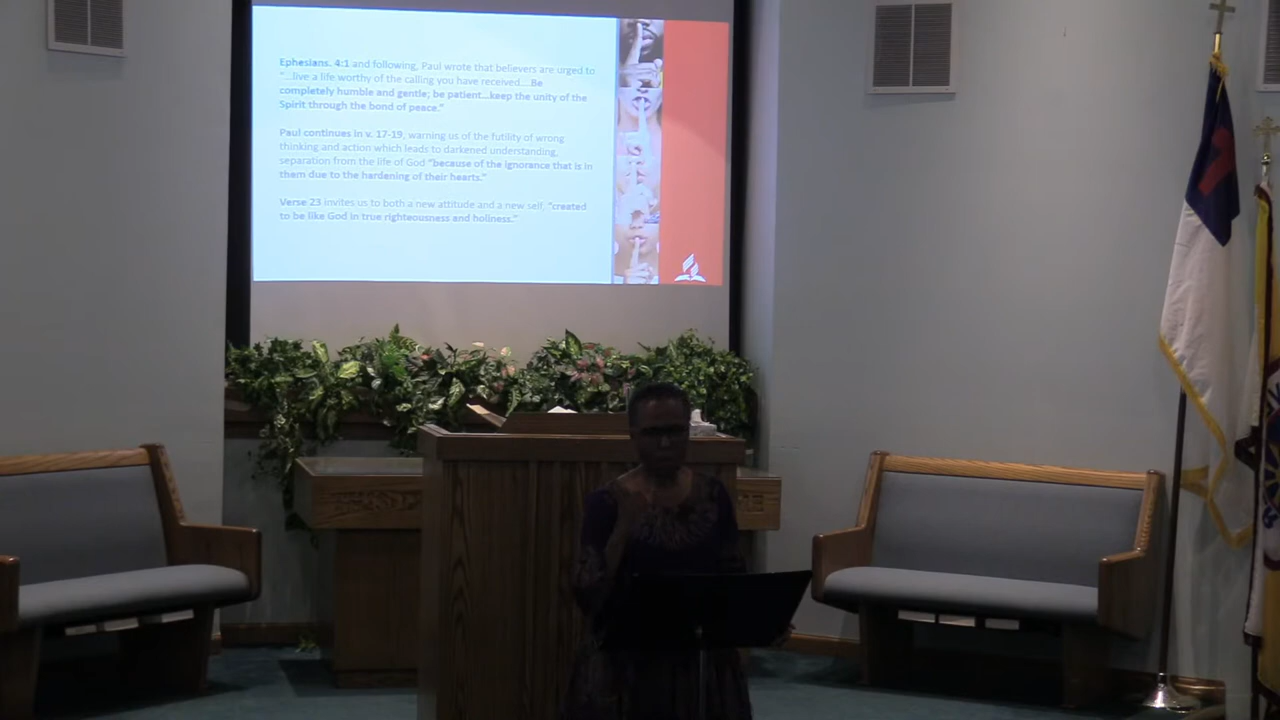 Ephesians. 4:1 and following, Paul wrote that believers are urged to
"...live a life worthy of the calling you have received....Be
completely humble and gentle; be patient...keep the unity of the
Spirit through the bond of peace."
Paul continues in v. 17-19, warning us of the futility of wrong
thinking and action which leads to darkened understanding,
separation from the life of God "because of the ignorance that is in
them due to the hardening of their hearts."
Verse 23 invites us to both a new attitude and a new self, "created
to be like God in true righteousness and holiness."